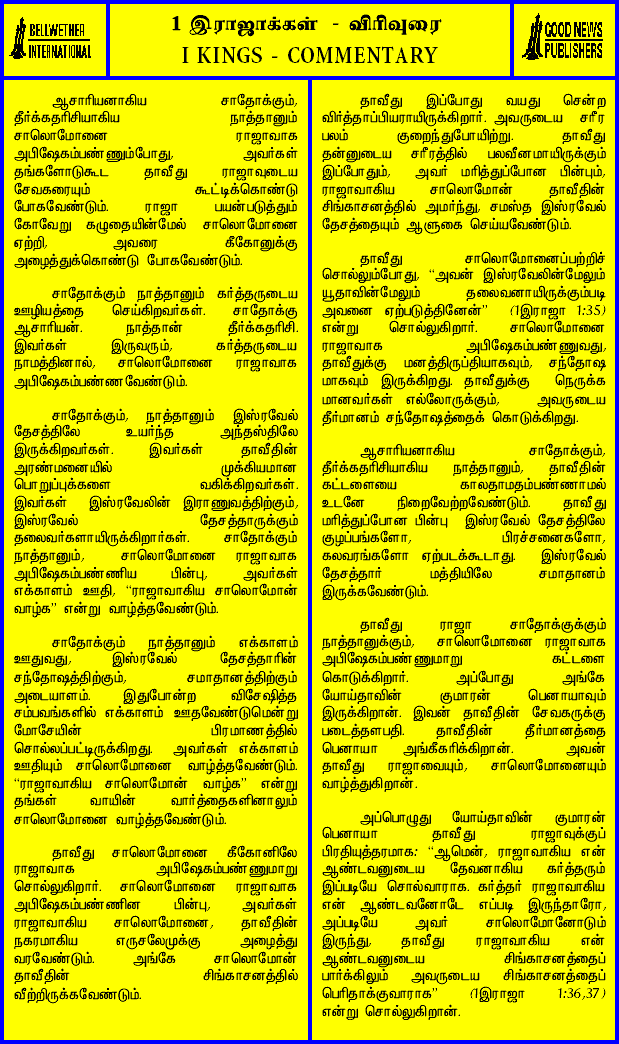 BELLWETHER
INTERNATIONAL
1 இராஜாக்கள் - விரிவுரை
I KINGS - COMMENTARY
GOOD NEWS
PUBLISHERS
ஆசாரியனாகிய சாதோக்கும்,
தீர்க்கதரிசியாகிய நாத்தானும்
சாலொமோனை ராஜாவாக
அபிஷேகம்பண்ணும்போது, அவர்கள்
தங்களோடுகூட தாவீது ராஜாவுடைய
சேவகரையும் கூட்டிக்கொண்டு
போகவேண்டும். ராஜா பயன்படுத்தும்
கோவேறு கழுதையின்மேல் சாலொமோனை
ஏற்றி, அவரை கீகோனுக்கு
அழைத்துக்கொண்டு போகவேண்டும்.
சாதோக்கும் நாத்தானும் கர்த்தருடைய
ஊழியத்தை செய்கிறவர்கள். சாதோக்கு
ஆசாரியன். நாத்தான் தீர்க்கதரிசி.
இவர்கள் இருவரும், கர்த்தருடைய
நாமத்தினால், சாலொமோனை ராஜாவாக
அபிஷேகம்பண்ணவேண்டும்.
சாதோக்கும், நாத்தானும் இஸ்ரவேல்
தேசத்திலே உயர்ந்த அந்தஸ்திலே
இருக்கிறவர்கள். இவர்கள் தாவீதின்
அரண்மனையில் முக்கியமான
பொறுப்புக்களை வகிக்கிறவர்கள்.
இவர்கள் இஸ்ரவேலின் இராணுவத்திற்கும்,
இஸ்ரவேல் தேசத்தாருக்கும்
தலைவர்களாயிருக்கிறார்கள். சாதோக்கும்
நாத்தானும், சாலொமோனை ராஜாவாக
அபிஷேகம்பண்ணிய பின்பு, அவர்கள்
எக்காளம் ஊதி, “ராஜாவாகிய சாலொமோன்
வாழ்க” என்று வாழ்த்தவேண்டும்.
சாதோக்கும் நாத்தானும் எக்காளம்
ஊதுவது, இஸ்ரவேல் தேசத்தாரின்
சந்தோஷத்திற்கும், சமாதானத்திற்கும்
அடையாளம். இதுபோன்ற விசேஷித்த
சம்பவங்களில் எக்காளம் ஊதவேண்டுமென்று
மோசேயின் பிரமாணத்தில்
சொல்லப்பட்டிருக்கிறது. அவர்கள் எக்காளம்
ஊதியும் சாலொமோனை வாழ்த்தவேண்டும்.
“ராஜாவாகிய சாலொமோன் வாழ்க” என்று
தங்கள் வாயின் வார்த்தைகளினாலும்
சாலொமோனை வாழ்த்தவேண்டும்.
தாவீது சாலொமோனை கீகோனிலே
ராஜாவாக அபிஷேகம்பண்ணுமாறு
சொல்லுகிறார். சாலொமோனை ராஜாவாக
அபிஷேகம்பண்ணின பின்பு, அவர்கள்
ராஜாவாகிய சாலொமோனை, தாவீதின்
நகரமாகிய எருசலேமுக்கு அழைத்து
வரவேண்டும். அங்கே சாலொமோன்
தாவீதின் சிங்காசனத்தில்
வீற்றிருக்கவேண்டும்.
தாவீது இப்போது வயது சென்ற
விர்த்தாப்பியராயிருக்கிறார். அவருடைய சரீர
பலம் குறைந்துபோயிற்று. தாவீது
தன்னுடைய சரீரத்தில் பலவீனமாயிருக்கும்
இப்போதும், அவர் மரித்துப்போன பின்பும்,
ராஜாவாகிய சாலொமோன் தாவீதின்
சிங்காசனத்தில் அமர்ந்து, சமஸ்த இஸ்ரவேல்
தேசத்தையும் ஆளுகை செய்யவேண்டும்.
தாவீது சாலொமோனைப்பற்றிச்
சொல்லும்போது, “அவன் இஸ்ரவேலின்மேலும்
யூதாவின்மேலும் தலைவனாயிருக்கும்படி
அவனை ஏற்படுத்தினேன்” (1இராஜா 1:35)
என்று சொல்லுகிறார். சாலொமோனை
ராஜாவாக அபிஷேகம்பண்ணுவது,
தாவீதுக்கு மனத்திருப்தியாகவும், சந்தோஷ
மாகவும் இருக்கிறது. தாவீதுக்கு நெருக்க
மானவர்கள் எல்லோருக்கும், அவருடைய
தீர்மானம் சந்தோஷத்தைக் கொடுக்கிறது.
ஆசாரியனாகிய சாதோக்கும்,
தீர்க்கதரிசியாகிய நாத்தானும், தாவீதின்
கட்டளையை காலதாமதம்பண்ணாமல்
உடனே நிறைவேற்றவேண்டும். தாவீது
மரித்துப்போன பின்பு இஸ்ரவேல் தேசத்திலே
குழப்பங்களோ, பிரச்சனைகளோ,
கலவரங்களோ ஏற்படக்கூடாது. இஸ்ரவேல்
தேசத்தார் மத்தியிலே சமாதானம்
இருக்கவேண்டும்.
தாவீது ராஜா சாதோக்குக்கும்
நாத்தானுக்கும், சாலொமோனை ராஜாவாக
அபிஷேகம்பண்ணுமாறு கட்டளை
கொடுக்கிறார். அப்போது அங்கே
யோய்தாவின் குமாரன் பெனாயாவும்
இருக்கிறான். இவன் தாவீதின் சேவகருக்கு
படைத்தளபதி. தாவீதின் தீர்மானத்தை
பெனாயா அங்கீகரிக்கிறான். அவன்
தாவீது ராஜாவையும், சாலொமோனையும்
வாழ்த்துகிறான்.
அப்பொழுது யோய்தாவின் குமாரன்
பெனாயா தாவீது ராஜாவுக்குப்
பிரதியுத்தரமாக: “ஆமென், ராஜாவாகிய என்
ஆண்டவனுடைய தேவனாகிய கர்த்தரும்
இப்படியே சொல்வாராக. கர்த்தர் ராஜாவாகிய
என் ஆண்டவனோடே எப்படி இருந்தாரோ,
அப்படியே அவர் சாலொமோனோடும்
இருந்து, தாவீது ராஜாவாகிய என்
ஆண்டவனுடைய சிங்காசனத்தைப்
பார்க்கிலும் அவருடைய சிங்காசனத்தைப்
பெரிதாக்குவாராக” (1இராஜா 1:36,37)
என்று சொல்லுகிறான்.